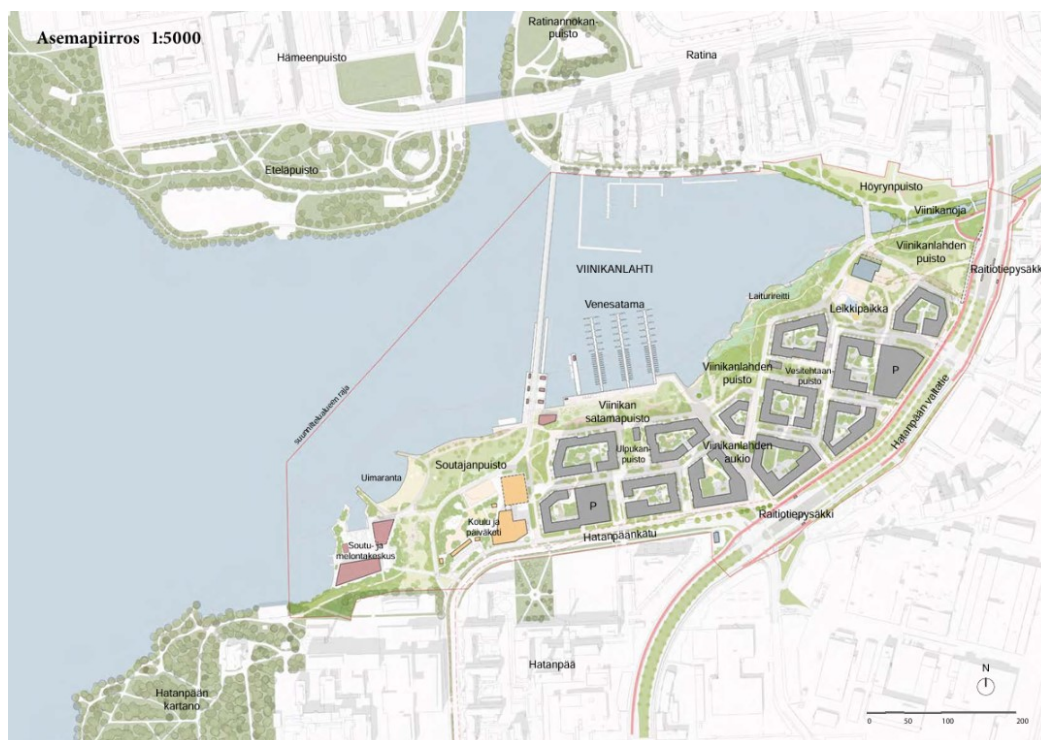 Asemapiirros 1:5000
Ratinannokan-
puisto
Hämeenpuisto
Ratina
Eteläpuisto
Höyrynpuisto
Viinikanoja
Viinikanlahden
puisto
Raitiotiepysäkki
VIINIKANLAHTI
Laiturireitti
Venesatama
Leikkipaikka
Viinikanlahden
puisto
Vesitehtaan-
puisto
P
Hatanpään valtatie
suunnittelualueen raja
Viinikan
satamapuisto
Ulpukan-
puisto
Viinikanlahden
aukio
Soutajanpuisto
Uimaranta
Koulu ja
päiväkoti
P
Raitiotiepysäkki
Hatanpäänkatu
Soutu- ja
melontakeskus
Hatanpää
Hatanpään
kartano
N
0 50 100 200